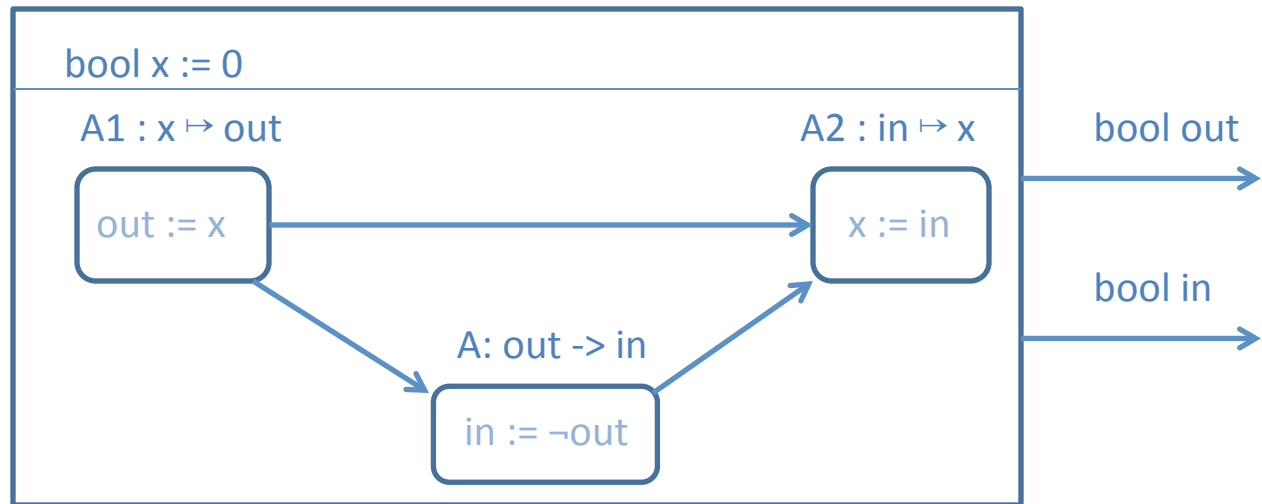 bool x := 0
A1 : x ↦ out
A2 : in ↦ x
bool out
out := x
x := in
bool in
A: out -> in
in := ¬out